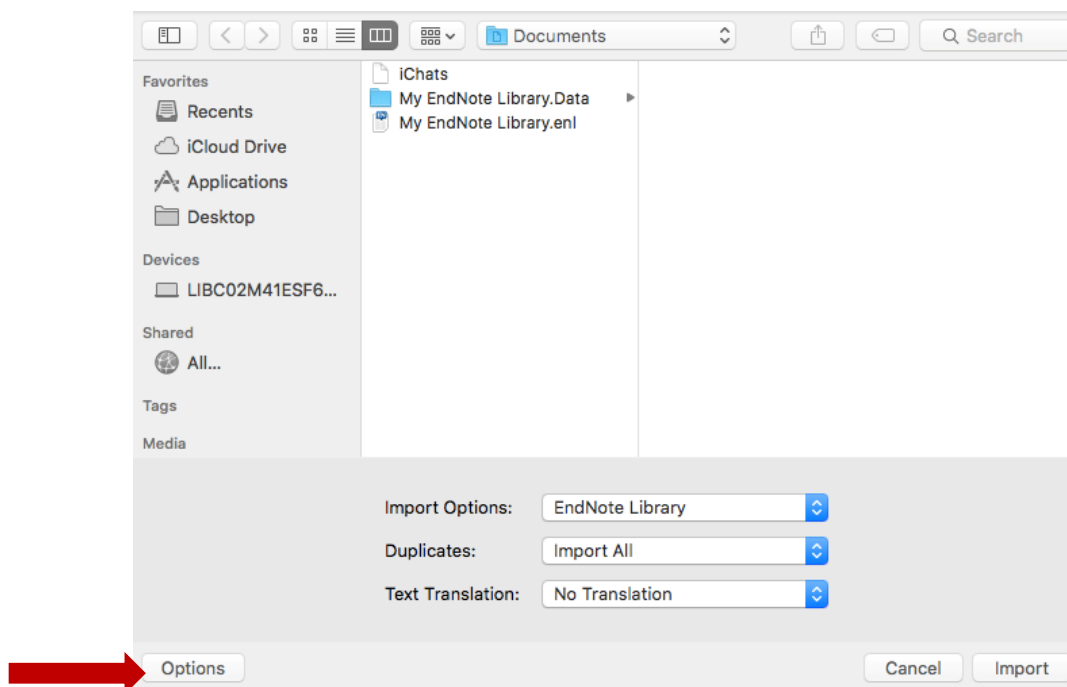 Documents
Search
Favorites
Recents
iCloud Drive
Applications
Desktop
Devices
LIBC02M41ESF6...
Shared
All...
Tags
Media
iChats
My EndNote Library.Data
My EndNote Library.enl
Import Options: EndNote Library
Duplicates: Import All
Text Translation: No Translation
Options Cancel Import